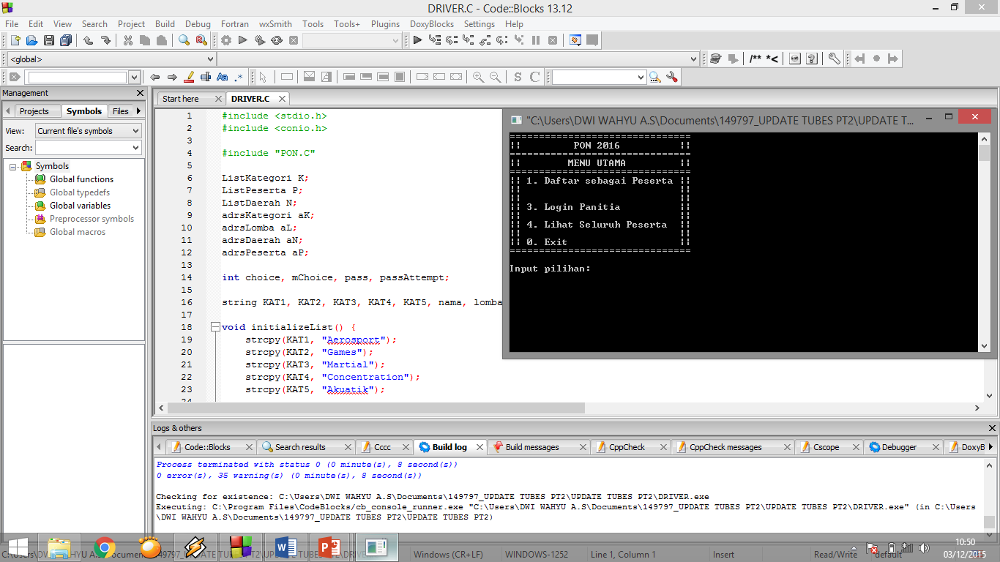 DRIVER.C - Code::Blocks 13.12
File Edit View Search Project Build Debug Fortran wxSmith Tools Tools+ Plugins DoxyBlocks Settings Help
<global>
/** *<
Aa .*
S C
Management
Projects Symbols Files
View: Current file's symbols
Search:
Symbols
Global functions
Global typedefs
Global variables
Preprocessor symbols
Global macros
Start here DRIVER.C
1 #include <stdio.h>
2 #include <conio.h>
3
4 #include "PON.C"
5
6 ListKategori K;
7 ListPeserta P;
8 ListDaerah N;
9 adrsKategori aK;
10 adrsLomba aL;
11 adrsDaerah aN;
12 adrsPeserta aP;
13
14 int choice, mChoice, pass, passAttempt;
15
16 string KAT1, KAT2, KAT3, KAT4, KAT5, nama, lomba
17
18 void initializeList() {
19 strcpy(KAT1, "Aerosport");
20 strcpy(KAT2, "Games");
21 strcpy(KAT3, "Martial");
22 strcpy(KAT4, "Concentration");
23 strcpy(KAT5, "Akuatik");
24
"C:\Users\DWI WAHYU A.S\Documents\149797_UPDATE TUBES PT2\UPDATE T...
===============================
|| PON 2016 ||
===============================
|| MENU UTAMA ||
===============================
|| 1. Daftar sebagai Peserta ||
|| ||
|| ||
|| 3. Login Panitia ||
|| ||
|| 4. Lihat Seluruh Peserta ||
|| ||
|| 0. Exit ||
===============================
Input pilihan:
Logs & others
Code::Blocks Search results Cccc Build log Build messages CppCheck CppCheck messages Cscope Debugger DoxyB
Process terminated with status 0 (0 minute(s), 8 second(s))
0 error(s), 35 warning(s) (0 minute(s), 8 second(s))
Checking for existence: C:\Users\DWI WAHYU A.S\Documents\149797_UPDATE TUBES PT2\UPDATE TUBES PT2\DRIVER.exe
Executing: C:\Program Files\CodeBlocks/cb_console_runner.exe "C:\Users\DWI WAHYU A.S\Documents\149797_UPDATE TUBES PT2\UPDATE TUBES PT2\DRIVER.exe" (in C:\Users
\DWI WAHYU A.S\Documents\149797_UPDATE TUBES PT2\UPDATE TUBES PT2)
Windows (CR+LF) WINDOWS-1252 Line 1, Column 1 Insert Read/Write default
10:50
03/12/2015